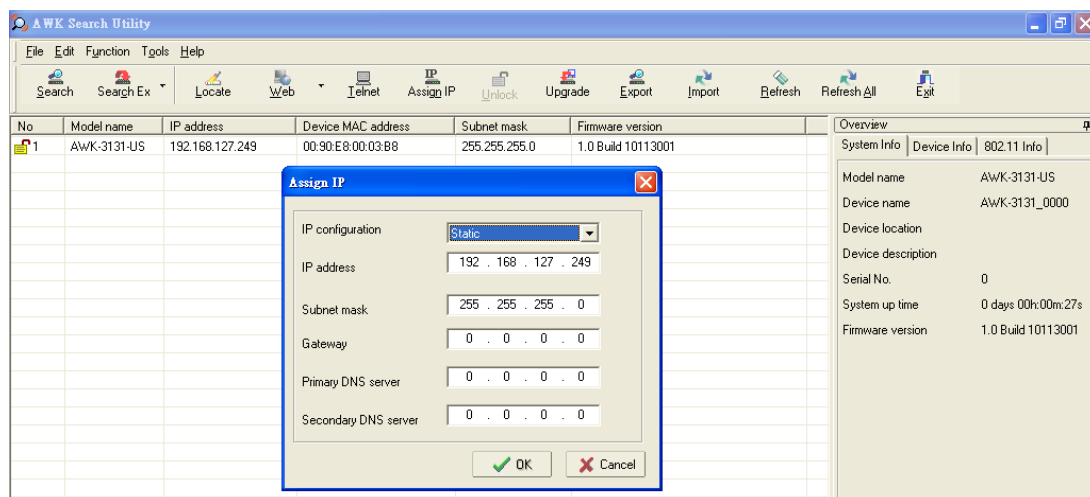 AWK Search Utility
File Edit Function Tools Help
Search Search Ex Locate Web Telnet Assign IP Unlock Upgrade Export Import Refresh Refresh All Exit
No Model name IP address Device MAC address Subnet mask Firmware version
1 AWK-3131-US 192.168.127.249 00:90:E8:00:03:B8 255.255.255.0 1.0 Build 10113001
Assign IP
IP configuration Static
IP address 192 . 168 . 127 . 249
Subnet mask 255 . 255 . 255 . 0
Gateway 0 . 0 . 0 . 0
Primary DNS server 0 . 0 . 0 . 0
Secondary DNS server 0 . 0 . 0 . 0
OK Cancel
Overview
System Info Device Info 802.11 Info
Model name AWK-3131-US
Device name AWK-3131_0000
Device location
Device description
Serial No. 0
System up time 0 days 00h:00m:27s
Firmware version 1.0 Build 10113001